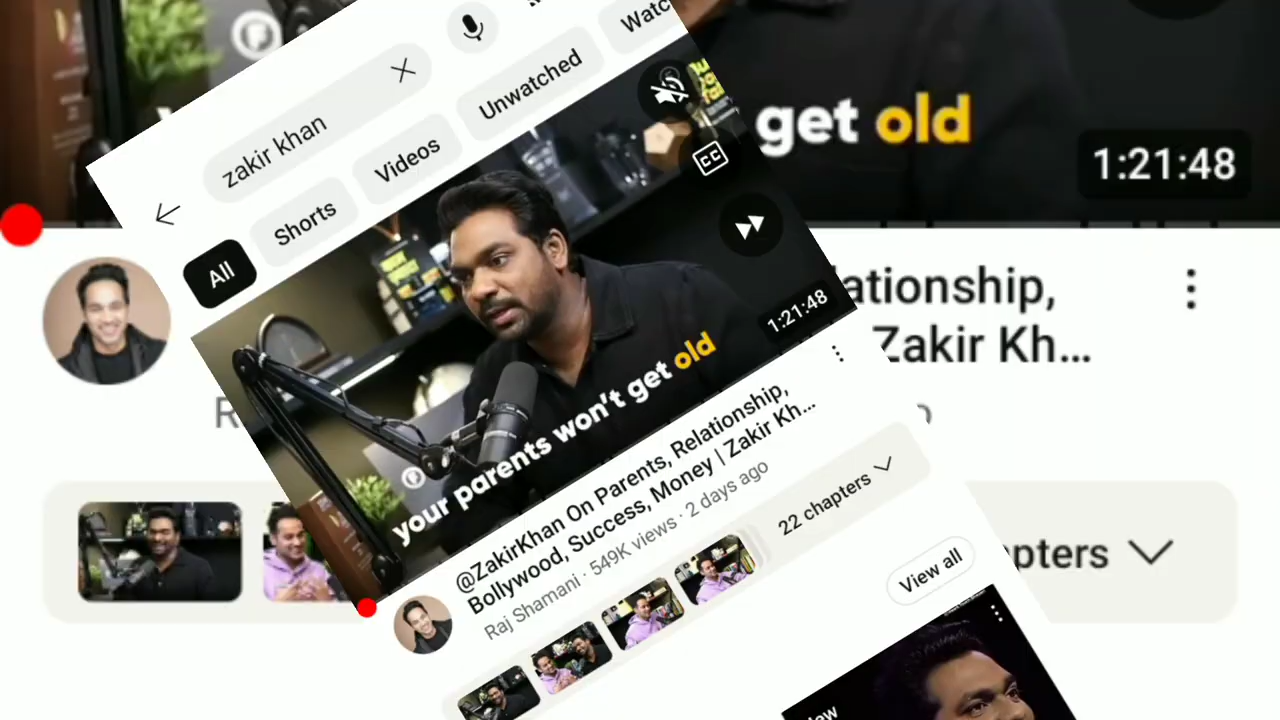 zakir khan
All
Shorts
Videos
Unwatched
Watc
CC
your parents won't get old
1:21:48
@ZakirKhan On Parents, Relationship,
Bollywood, Success, Money | Zakir Kh...
Raj Shamani · 549K views · 2 days ago
22 chapters
View all
get old
1:21:48
lationship,
Zakir Kh...
R
pters